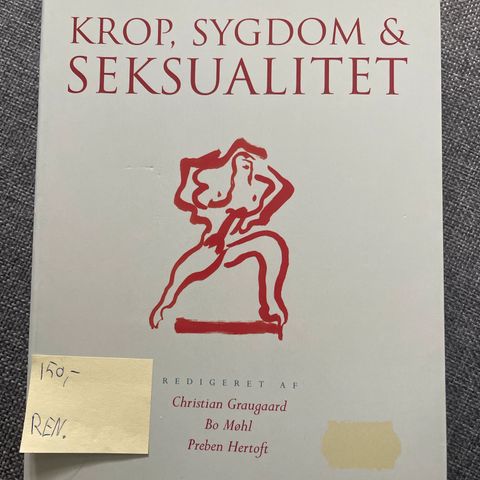 KROP, SYGDOM &
SEKSUALITET
REDIGERET AF
Christian Graugaard
Bo Møhl
Preben Hertoft
150,-
REN.